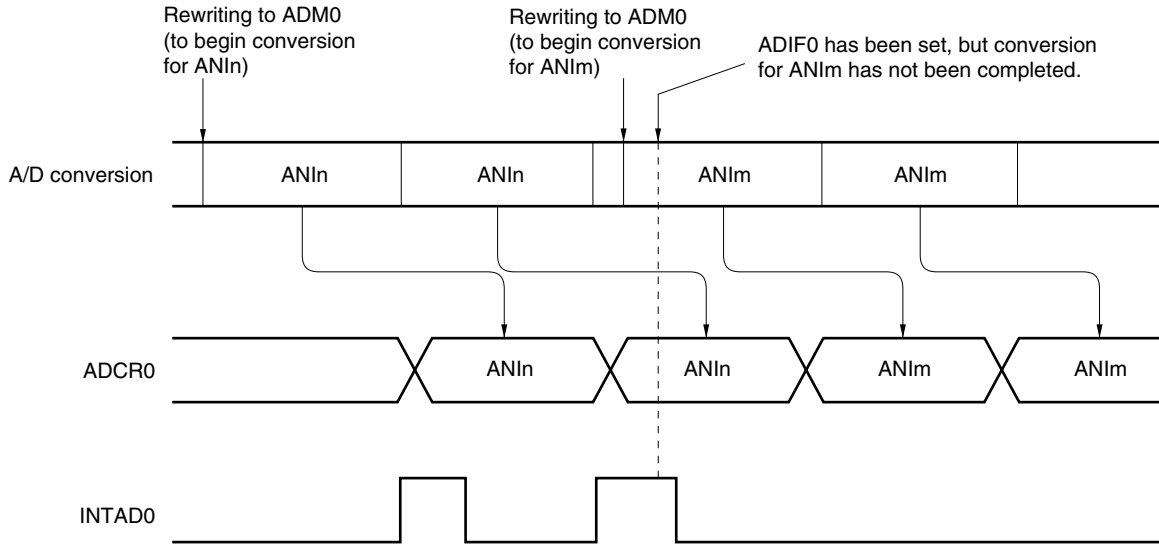 Rewriting to ADM0
(to begin conversion
for ANIn)
Rewriting to ADM0
(to begin conversion
for ANIm)
ADIF0 has been set, but conversion
for ANIm has not been completed.
A/D conversion
ANIn
ANIn
ANIm
ANIm
ADCR0
ANIn
ANIn
ANIm
ANIm
INTAD0